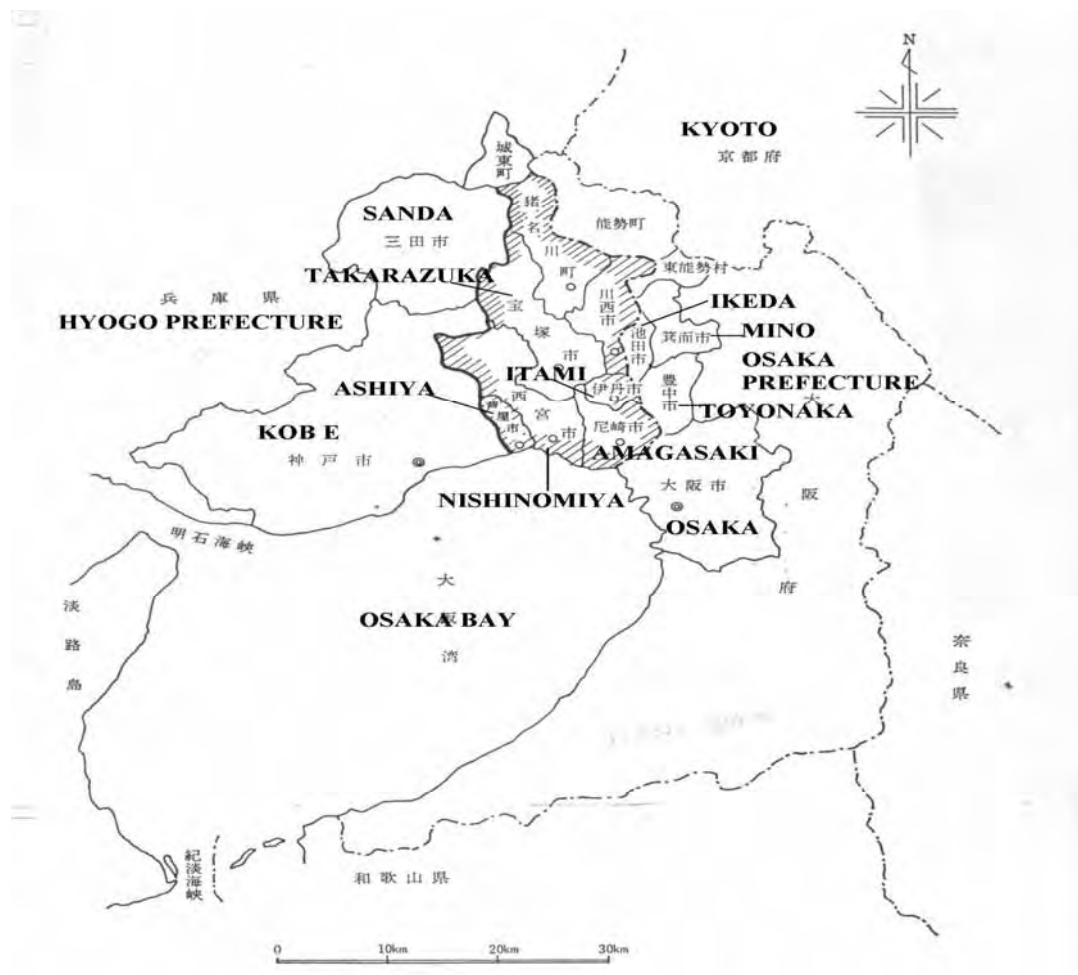 N
KYOTO
京都府
城東町
猪名川町
能勢町
SANDA
三田市
東能勢村
TAKARAZUKA
兵庫県
HYOGO PREFECTURE
宝塚市
川西市
IKEDA
池田市
箕面市
MINO
OSAKA
PREFECTURE
ITAMI
伊丹市
豊中市
TOYONAKA
ASHIYA
芦屋市
西宮市
尼崎市
AMAGASAKI
KOB E
神戸市
NISHINOMIYA
大阪市
OSAKA
大阪府
明石海峡
淡路島
大阪湾
OSAKA BAY
奈良県
紀淡海峡
和歌山県
0 10km 20km 30km